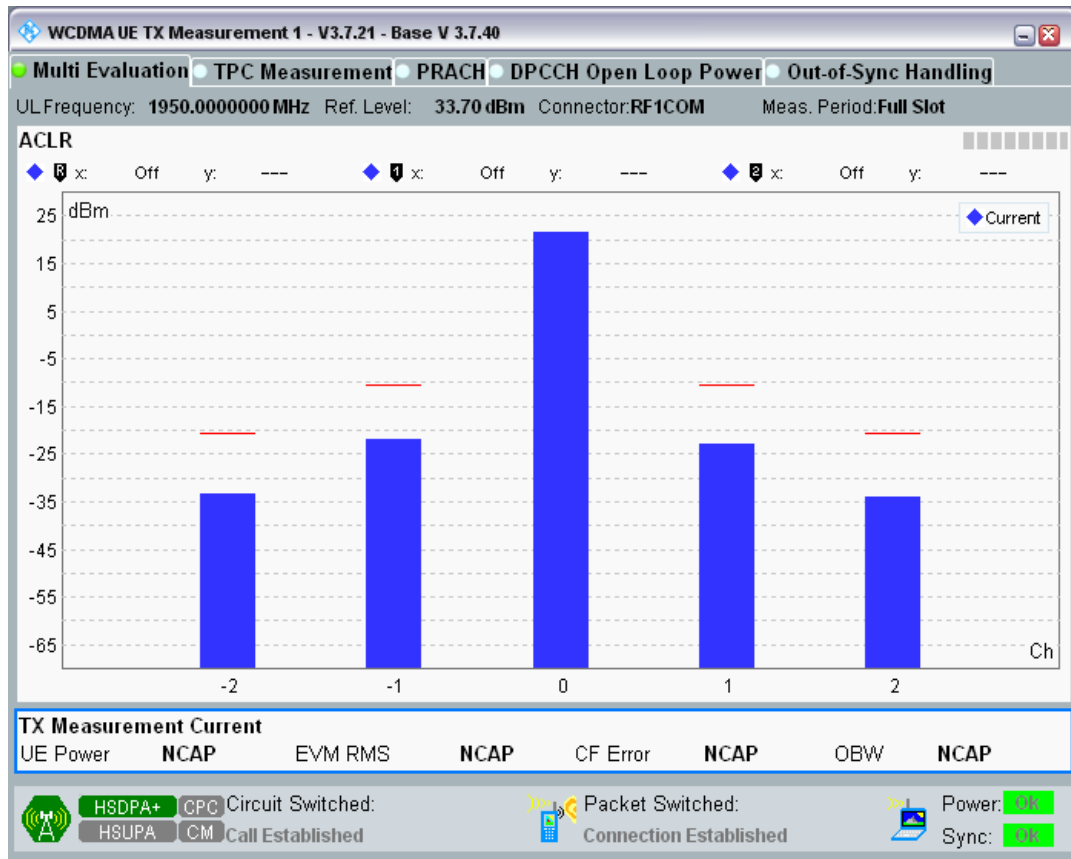 WCDMA UE TX Measurement 1 - V3.7.21 - Base V 3.7.40
Multi Evaluation TPC Measurement PRACH DPCCH Open Loop Power Out-of-Sync Handling
UL Frequency: 1950.0000000 MHz Ref. Level: 33.70 dBm Connector:RF1COM Meas. Period:Full Slot
ACLR
R x: Off y: --- 1 x: Off y: --- 2 x: Off y: ---
25 dBm Current
15
5
-5
-15
-25
-35
-45
-55
-65 Ch
-2 -1 0 1 2
TX Measurement Current
UE Power NCAP EVM RMS NCAP CF Error NCAP OBW NCAP
HSDPA+ CPC Circuit Switched: Packet Switched: Power: Ok
HSUPA CM Call Established Connection Established Sync: Ok